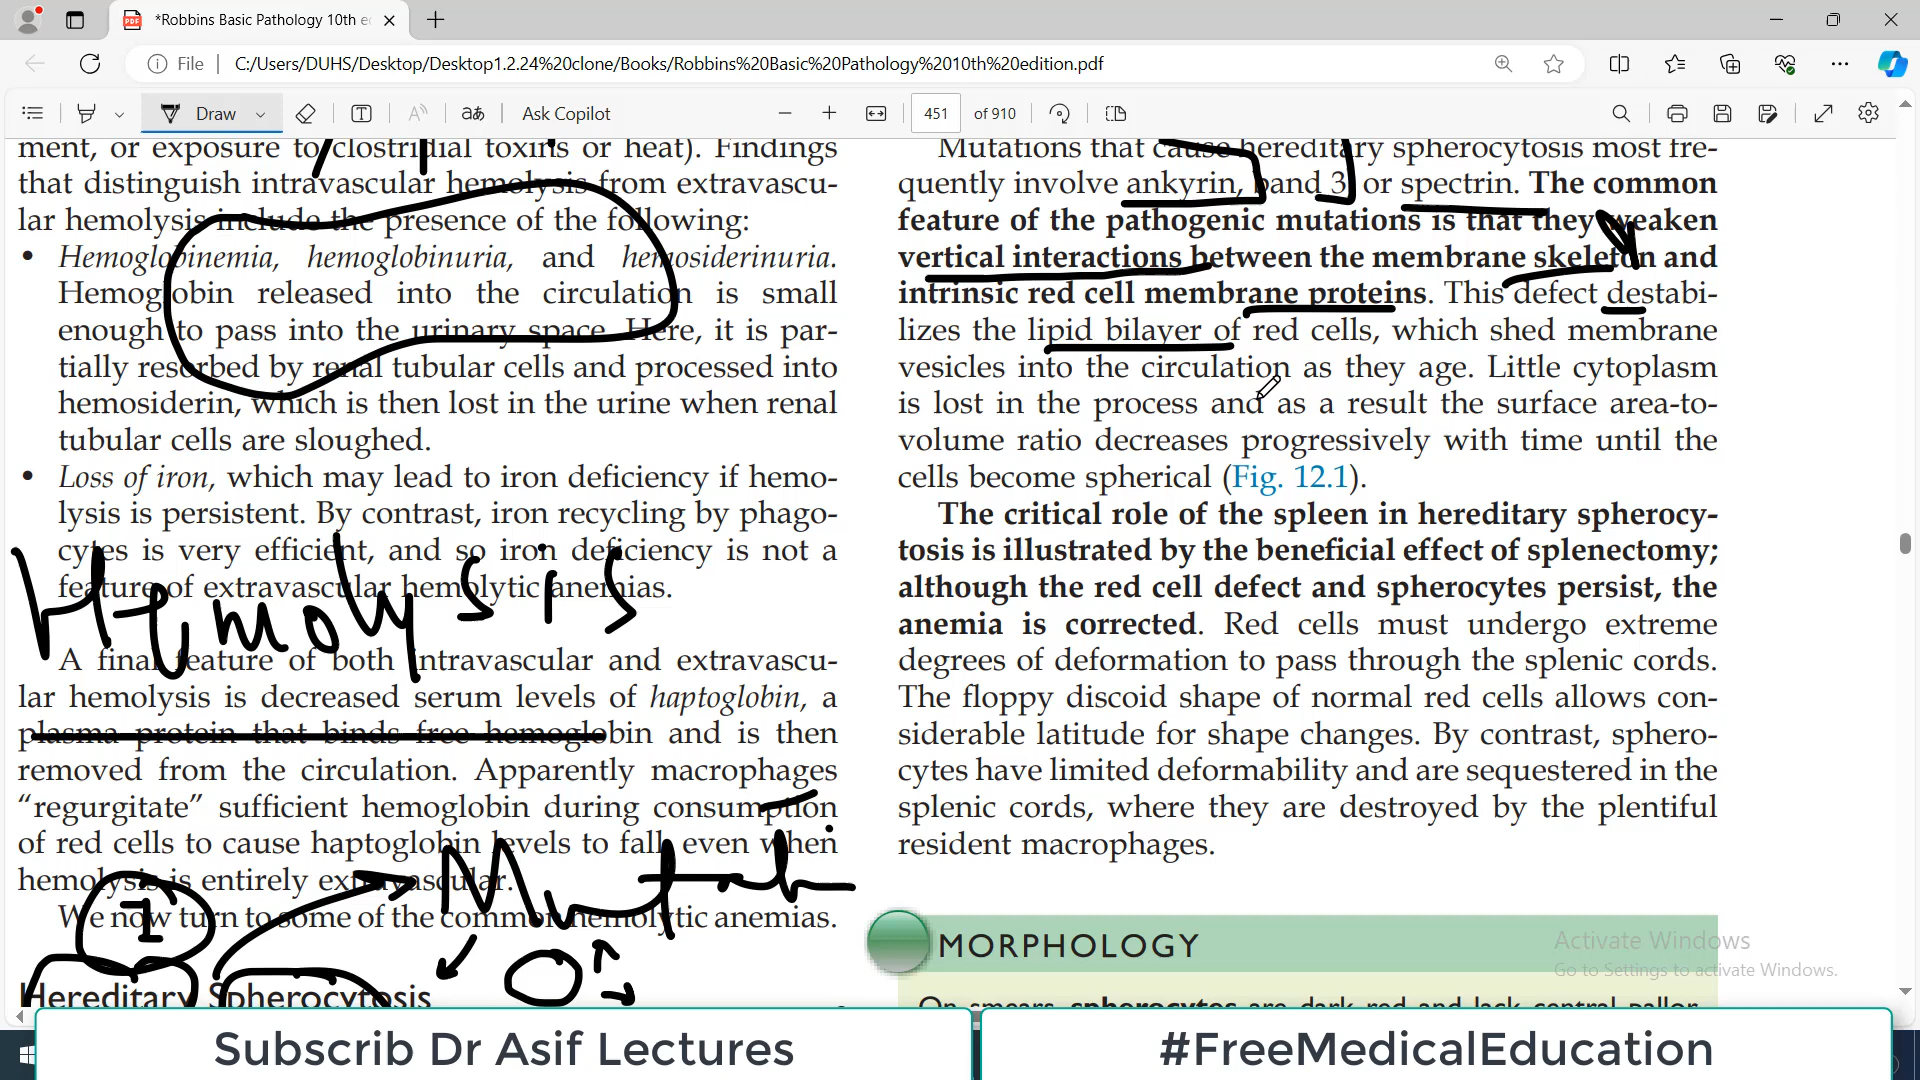 *Robbins Basic Pathology 10th e
File
C:/Users/DUHS/Desktop/Desktop1.2.24%20clone/Books/Robbins%20Basic%20Pathology%2010th%20edition.pdf
Draw
Ask Copilot
451 of 910
ment, or exposure to clostridial toxins or heat). Findings
that distinguish intravascular hemolysis from extravascu-
lar hemolysis include the presence of the following:
• Hemoglobinemia, hemoglobinuria, and hemosiderinuria.
Hemoglobin released into the circulation is small
enough to pass into the urinary space. Here, it is par-
tially resorbed by renal tubular cells and processed into
hemosiderin, which is then lost in the urine when renal
tubular cells are sloughed.
• Loss of iron, which may lead to iron deficiency if hemo-
lysis is persistent. By contrast, iron recycling by phago-
cytes is very efficient, and so iron deficiency is not a
feature of extravascular hemolytic anemias.
Hemolysis
A final feature of both intravascular and extravascu-
lar hemolysis is decreased serum levels of haptoglobin, a
plasma protein that binds free hemoglobin and is then
removed from the circulation. Apparently macrophages
“regurgitate” sufficient hemoglobin during consumption
of red cells to cause haptoglobin levels to fall even when
hemolysis is entirely extravascular.
We now turn to some of the common hemolytic anemias.
1
Hereditary Spherocytosis
Mutations that cause hereditary spherocytosis most fre-
quently involve ankyrin, band 3, or spectrin. The common
feature of the pathogenic mutations is that they weaken
vertical interactions between the membrane skeleton and
intrinsic red cell membrane proteins. This defect destabi-
lizes the lipid bilayer of red cells, which shed membrane
vesicles into the circulation as they age. Little cytoplasm
is lost in the process and as a result the surface area-to-
volume ratio decreases progressively with time until the
cells become spherical (Fig. 12.1).
The critical role of the spleen in hereditary spherocy-
tosis is illustrated by the beneficial effect of splenectomy;
although the red cell defect and spherocytes persist, the
anemia is corrected. Red cells must undergo extreme
degrees of deformation to pass through the splenic cords.
The floppy discoid shape of normal red cells allows con-
siderable latitude for shape changes. By contrast, sphero-
cytes have limited deformability and are sequestered in the
splenic cords, where they are destroyed by the plentiful
resident macrophages.
MORPHOLOGY
On smears, spherocytes are dark red and lack central pallor
Activate Windows
Go to Settings to activate Windows.
Subscrib Dr Asif Lectures
#FreeMedicalEducation